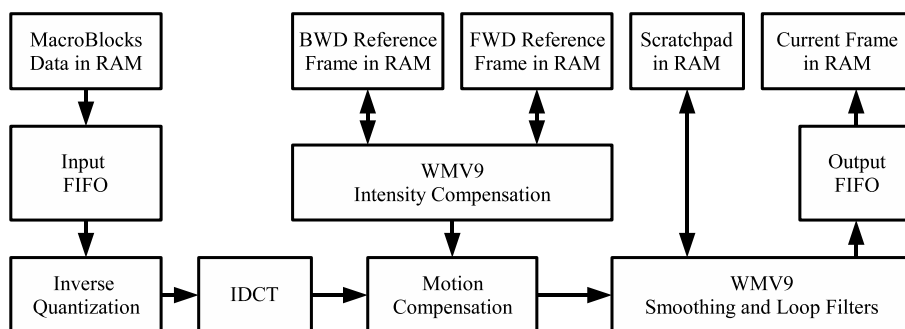 MacroBlocks
Data in RAM
BWD Reference
Frame in RAM
FWD Reference
Frame in RAM
Scratchpad
in RAM
Current Frame
in RAM
Input
FIFO
WMV9
Intensity Compensation
Output
FIFO
Inverse
Quantization
IDCT
Motion
Compensation
WMV9
Smoothing and Loop Filters